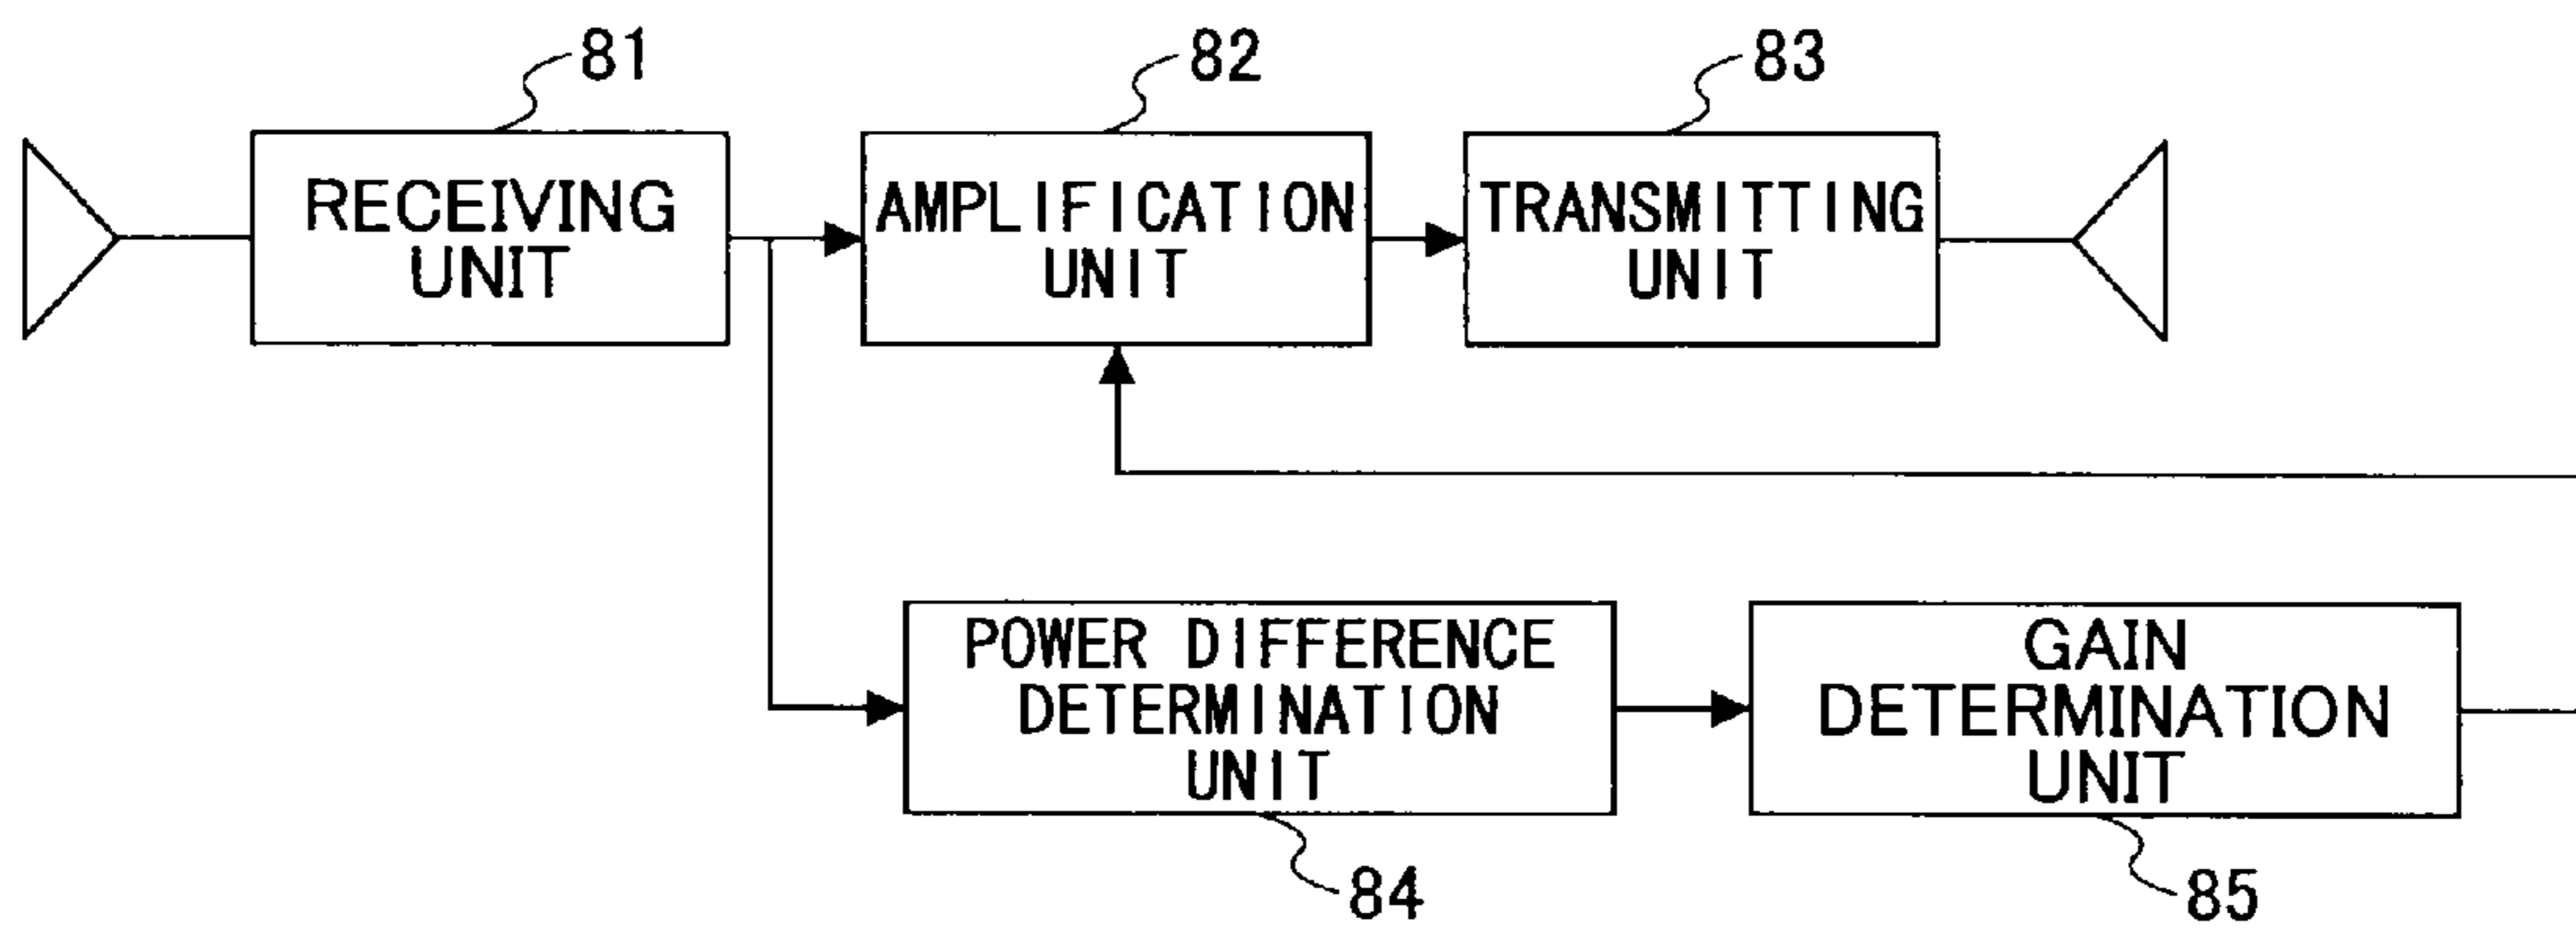 81
82
83
RECEIVING
UNIT
AMPLIFICATION
UNIT
TRANSMITTING
UNIT
POWER DIFFERENCE
DETERMINATION
UNIT
GAIN
DETERMINATION
UNIT
84
85